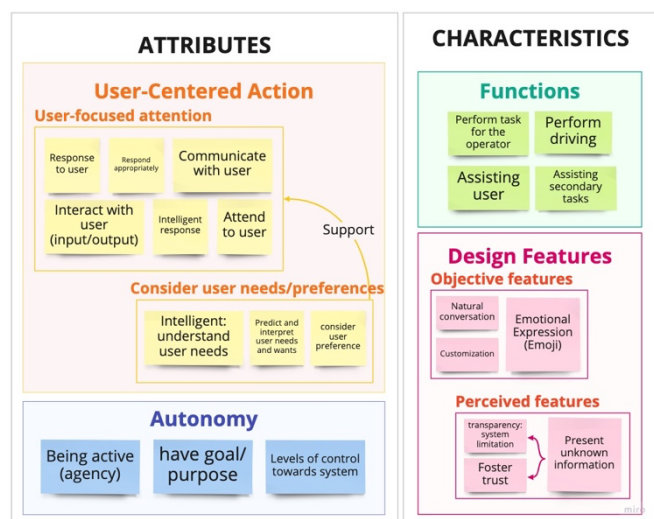 ATTRIBUTES
User-Centered Action
User-focused attention
Response
to user
Respond
appropriately
Communicate
with user
Interact with
user
(input/output)
Intelligent
response
Attend
to user
Support
Consider user needs/preferences
Intelligent:
understand
user needs
Predict and
interpret
user needs
and wants
consider
user
preference
Autonomy
Being active
(agency)
have goal/
purpose
Levels of control
towards system
CHARACTERISTICS
Functions
Perform task
for the
operator
Perform
driving
Assisting
user
Assisting
secondary
tasks
Design Features
Objective features
Natural
conversation
Customization
Emotional
Expression
(Emoji)
Perceived features
transparency:
system
limitation
Foster
trust
Present
unknown
information
miro